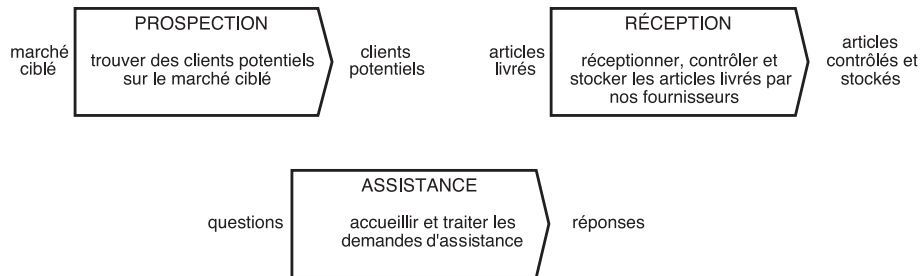 PROSPECTION
marché
ciblé
trouver des clients potentiels
sur le marché ciblé
clients
potentiels
RÉCEPTION
articles
livrés
réceptionner, contrôler et
stocker les articles livrés par
nos fournisseurs
articles
contrôlés et
stockés
ASSISTANCE
questions
accueillir et traiter les
demandes d'assistance
réponses